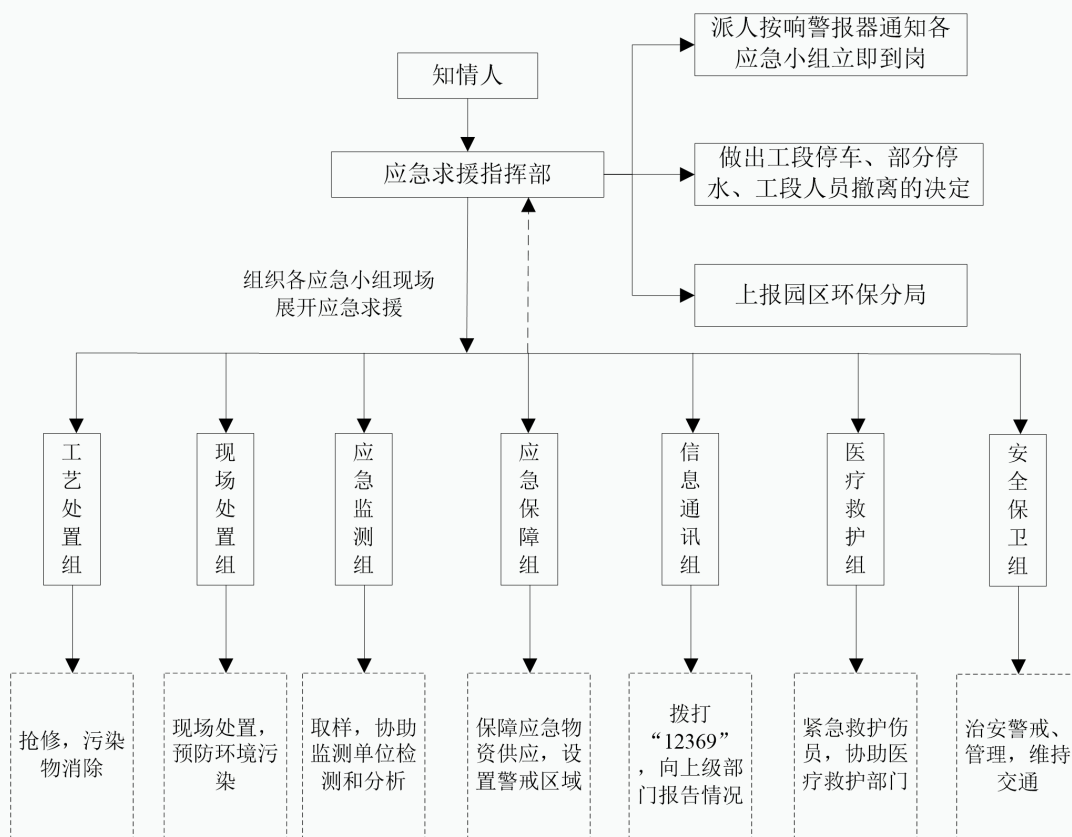 派人按响警报器通知各
应急小组立即到岗
知情人
应急求援指挥部
做出工段停车、部分停
水、工段人员撤离的决定
组织各应急小组现场
展开应急求援
上报园区环保分局
工艺处置组
现场处置组
应急监测组
应急保障组
信息通讯组
医疗救护组
安全保卫组
抢修，污染
物消除
现场处置，
预防环境污
染
取样，协助
监测单位检
测和分析
保障应急物
资供应，设
置警戒区域
拨打
“12369”
，向上级部
门报告情况
紧急救护伤
员，协助医
疗救护部门
治安警戒、
管理，维持
交通